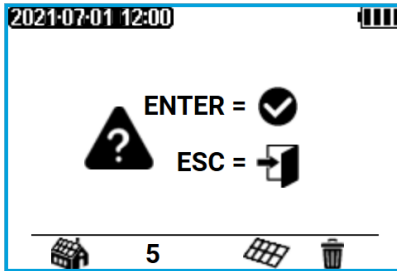 2021·07·01 12:00
?
ENTER =
ESC =
5